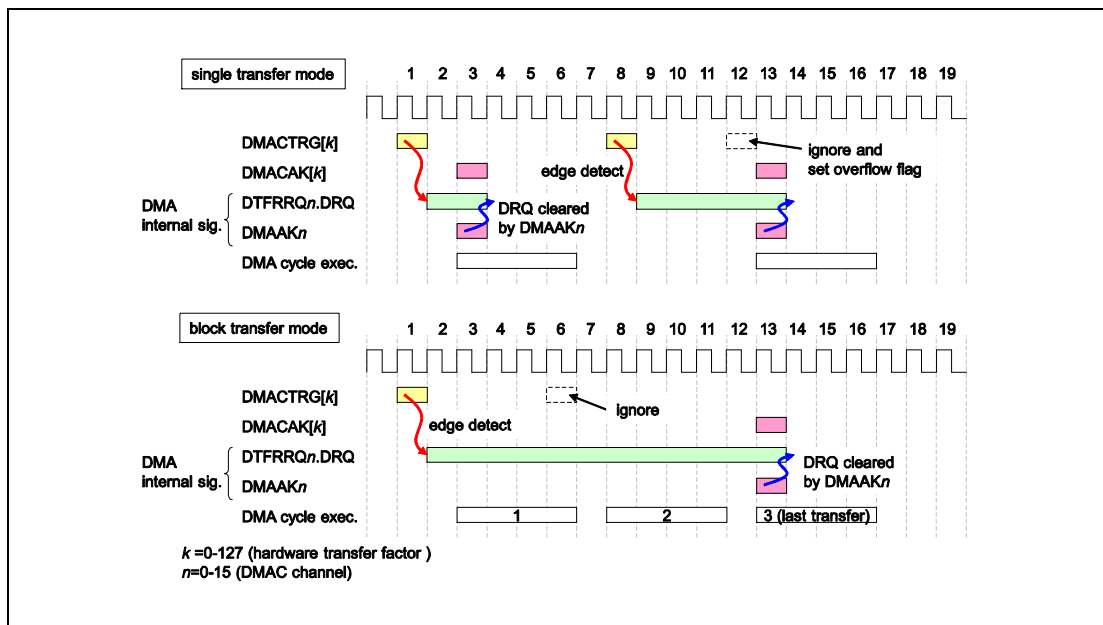 single transfer mode
1 2 3 4 5 6 7 8 9 10 11 12 13 14 15 16 17 18 19
DMACTRG[k]
ignore and
set overflow flag
DMACAK[k]
edge detect
DMA
internal sig.
DTFRRQn.DRQ
DRQ cleared
by DMAAKn
DMAAKn
DMA cycle exec.
block transfer mode
1 2 3 4 5 6 7 8 9 10 11 12 13 14 15 16 17 18 19
DMACTRG[k]
ignore
DMACAK[k]
edge detect
DMA
internal sig.
DTFRRQn.DRQ
DRQ cleared
by DMAAKn
DMAAKn
DMA cycle exec.
1 2 3 (last transfer)
k =0-127 (hardware transfer factor )
n=0-15 (DMAC channel)